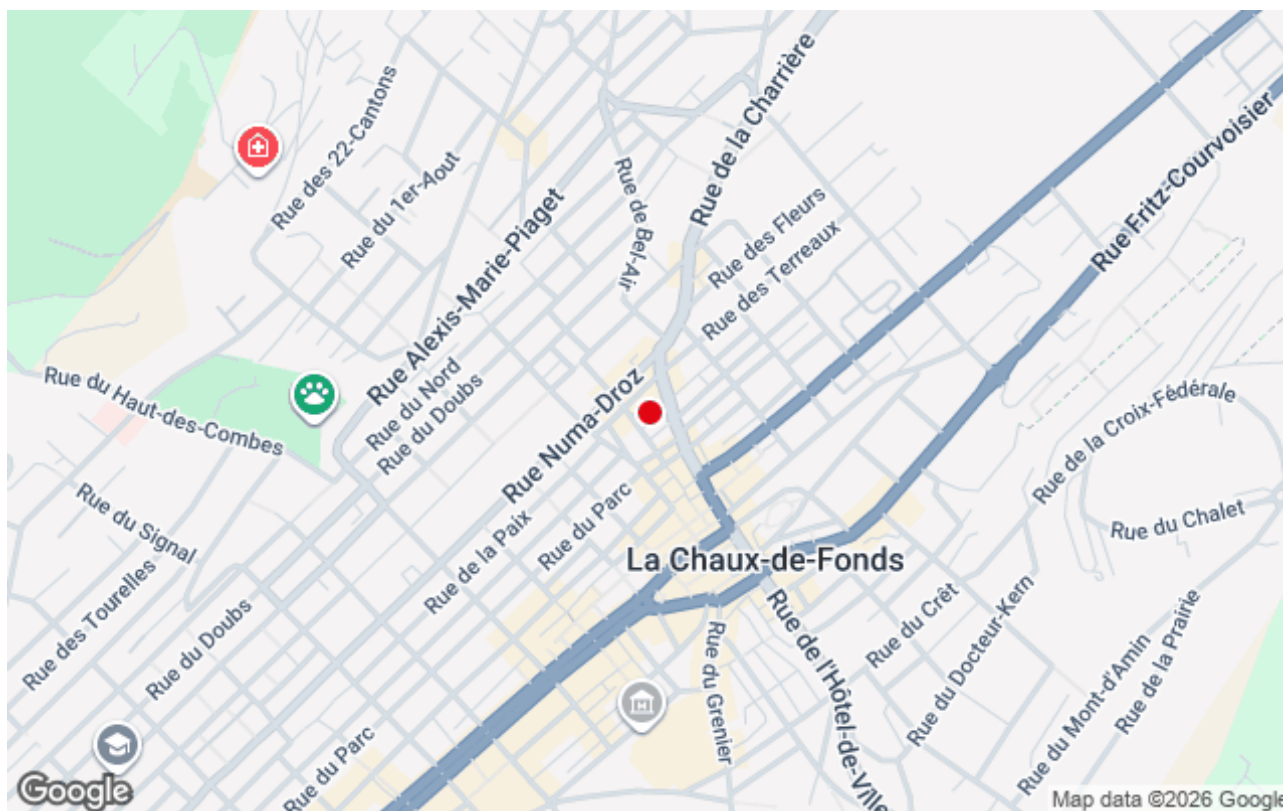 Rue des 22-Cantons
Rue du 1er-Aout
Rue Alexis-Marie-Piaget
Rue de Bel-Air
Rue de la Charrière
Rue des Fleurs
Rue des Terreaux
Rue Fritz-Courvoisier
Rue du Haut-des-Combes
Rue du Nord
Rue du Doubs
Rue Numa-Droz
Rue de la Croix-Fédérale
Rue du Chalet
Rue du Signal
Rue de la Paix
Rue du Parc
La Chaux-de-Fonds
Rue des Tourelles
Rue du Doubs
Rue du Grenier
Rue de l'Hôtel-de-Ville
Rue du Crêt
Rue du Docteur-Kern
Rue du Mont-d'Amin
Rue de la Prairie
Rue du Parc
Google
Map data ©2026 Google